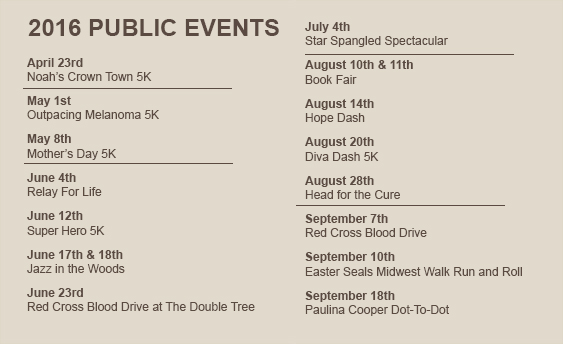 2016 PUBLIC EVENTS
April 23rd
Noah's Crown Town 5K
May 1st
Outpacing Melanoma 5K
May 8th
Mother's Day 5K
June 4th
Relay For Life
June 12th
Super Hero 5K
June 17th & 18th
Jazz in the Woods
June 23rd
Red Cross Blood Drive at The Double Tree
July 4th
Star Spangled Spectacular
August 10th & 11th
Book Fair
August 14th
Hope Dash
August 20th
Diva Dash 5K
August 28th
Head for the Cure
September 7th
Red Cross Blood Drive
September 10th
Easter Seals Midwest Walk Run and Roll
September 18th
Paulina Cooper Dot-To-Dot